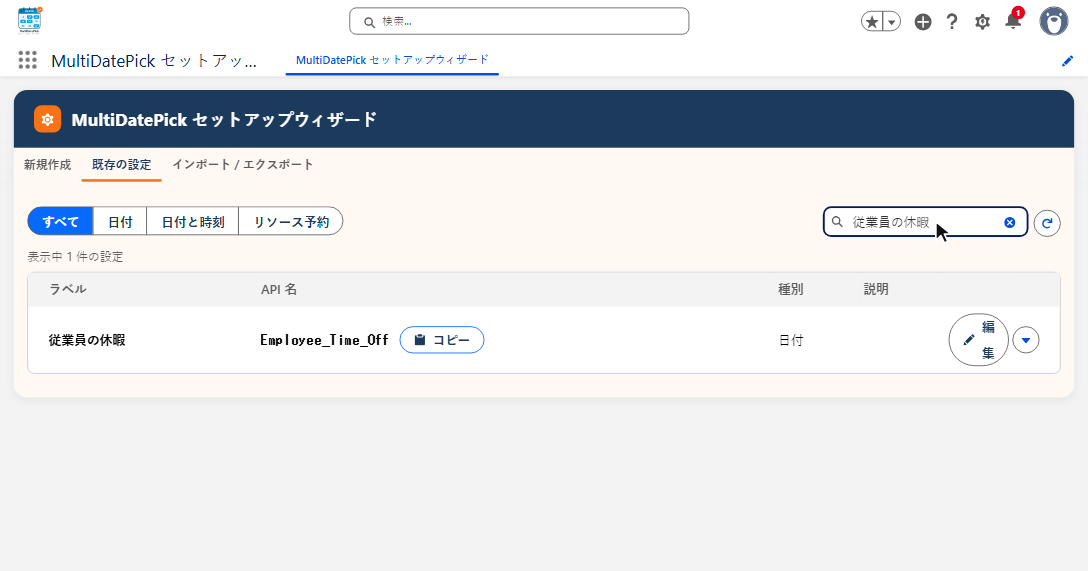 検索...
1
MultiDatePick セットアッ...
MultiDatePick セットアップウィザード
MultiDatePick セットアップウィザード
新規作成
既存の設定
インポート / エクスポート
すべて
日付
日付と時刻
リソース予約
従業員の休暇
表示中 1 件の設定
ラベル
API 名
種別
説明
従業員の休暇
Employee_Time_Off
コピー
日付
編
集